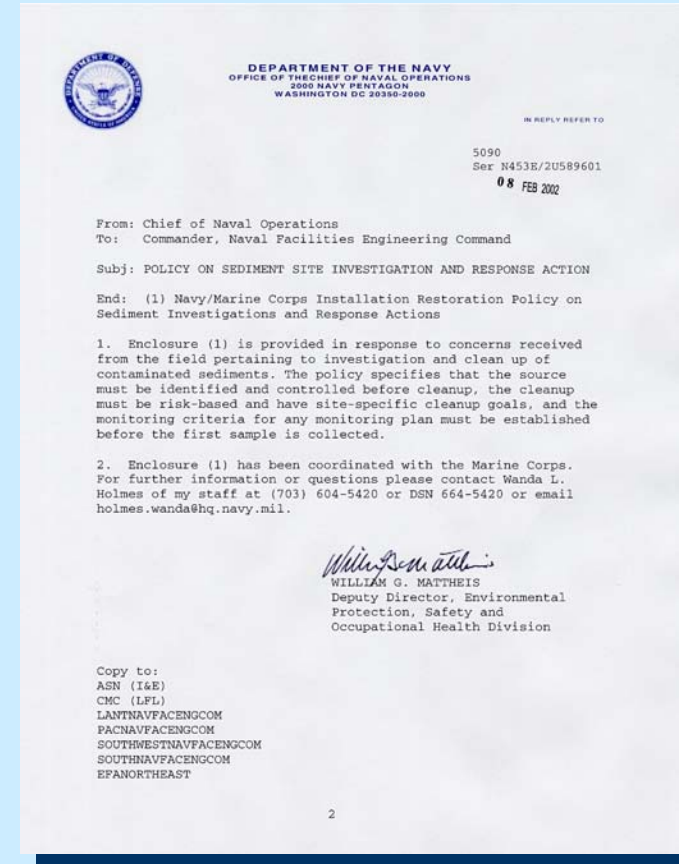 DEPARTMENT OF THE NAVY
OFFICE OF THECHIEF OF NAVAL OPERATIONS
2000 NAVY PENTAGON
WASHINGTON DC 20350-2000
IN REPLY REFER TO
5090
Ser N453E/2U589601
08 FEB 2002
From: Chief of Naval Operations
To: Commander, Naval Facilities Engineering Command
Subj: POLICY ON SEDIMENT SITE INVESTIGATION AND RESPONSE ACTION
End: (1) Navy/Marine Corps Installation Restoration Policy on
Sediment Investigations and Response Actions
1. Enclosure (1) is provided in response to concerns received
from the field pertaining to investigation and clean up of
contaminated sediments. The policy specifies that the source
must be identified and controlled before cleanup, the cleanup
must be risk-based and have site-specific cleanup goals, and the
monitoring criteria for any monitoring plan must be established
before the first sample is collected.
2. Enclosure (1) has been coordinated with the Marine Corps.
For further information or questions please contact Wanda L.
Holmes of my staff at (703) 604-5420 or DSN 664-5420 or email
holmes.wanda@hq.navy.mil.
WILLIAM G. MATTHEIS
Deputy Director, Environmental
Protection, Safety and
Occupational Health Division
Copy to:
ASN (I&E)
CMC (LFL)
LANTNAVFACENGCOM
PACNAVFACENGCOM
SOUTHWESTNAVFACENGCOM
SOUTHNAVFACENGCOM
EFANORTHEAST
2